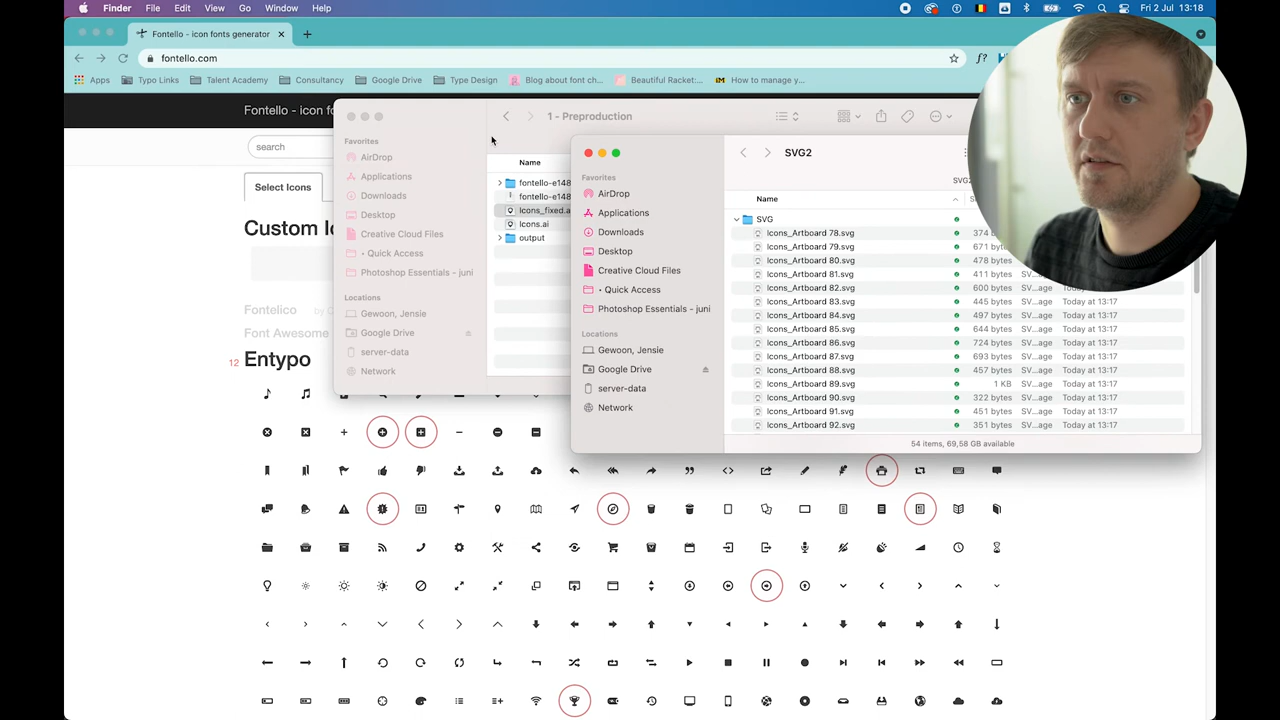 Finder File Edit View Go Window Help
Fri 2 Jul 13:18
Fontello - icon fonts generator
fontello.com
f?
Apps Typo Links Talent Academy Consultancy Google Drive Type Design Blog about font ch... Beautiful Racket:... How to manage y...
Fontello - icon fo
search
Select Icons
Custom Ic
Fontelico
Font Awesome
12 Entypo
1 - Preproduction
Favorites
AirDrop
Applications
Downloads
Desktop
Creative Cloud Files
• Quick Access
Photoshop Essentials - juni
Locations
Gewoon, Jensie
Google Drive
server-data
Network
Name
fontello-e148
fontello-e148
Icons_fixed.a
Icons.ai
output
SVG2
Favorites
AirDrop
Applications
Downloads
Desktop
Creative Cloud Files
• Quick Access
Photoshop Essentials - juni
Locations
Gewoon, Jensie
Google Drive
server-data
Network
SVG2
Name
SVG
Icons_Artboard 78.svg 374 b
Icons_Artboard 79.svg 671 b
Icons_Artboard 80.svg 478 b
Icons_Artboard 81.svg 411 b
Icons_Artboard 82.svg 600 bytes SV...age Today at 13:17
Icons_Artboard 83.svg 445 bytes SV...age Today at 13:17
Icons_Artboard 84.svg 497 bytes SV...age Today at 13:17
Icons_Artboard 85.svg 644 bytes SV...age Today at 13:17
Icons_Artboard 86.svg 724 bytes SV...age Today at 13:17
Icons_Artboard 87.svg 693 bytes SV...age Today at 13:17
Icons_Artboard 88.svg 457 bytes SV...age Today at 13:17
Icons_Artboard 89.svg 1 KB SV...age Today at 13:17
Icons_Artboard 90.svg 322 bytes SV...age Today at 13:17
Icons_Artboard 91.svg 451 bytes SV...age Today at 13:17
Icons_Artboard 92.svg 351 bytes SV...age Today at 13:17
54 items, 69,58 GB available